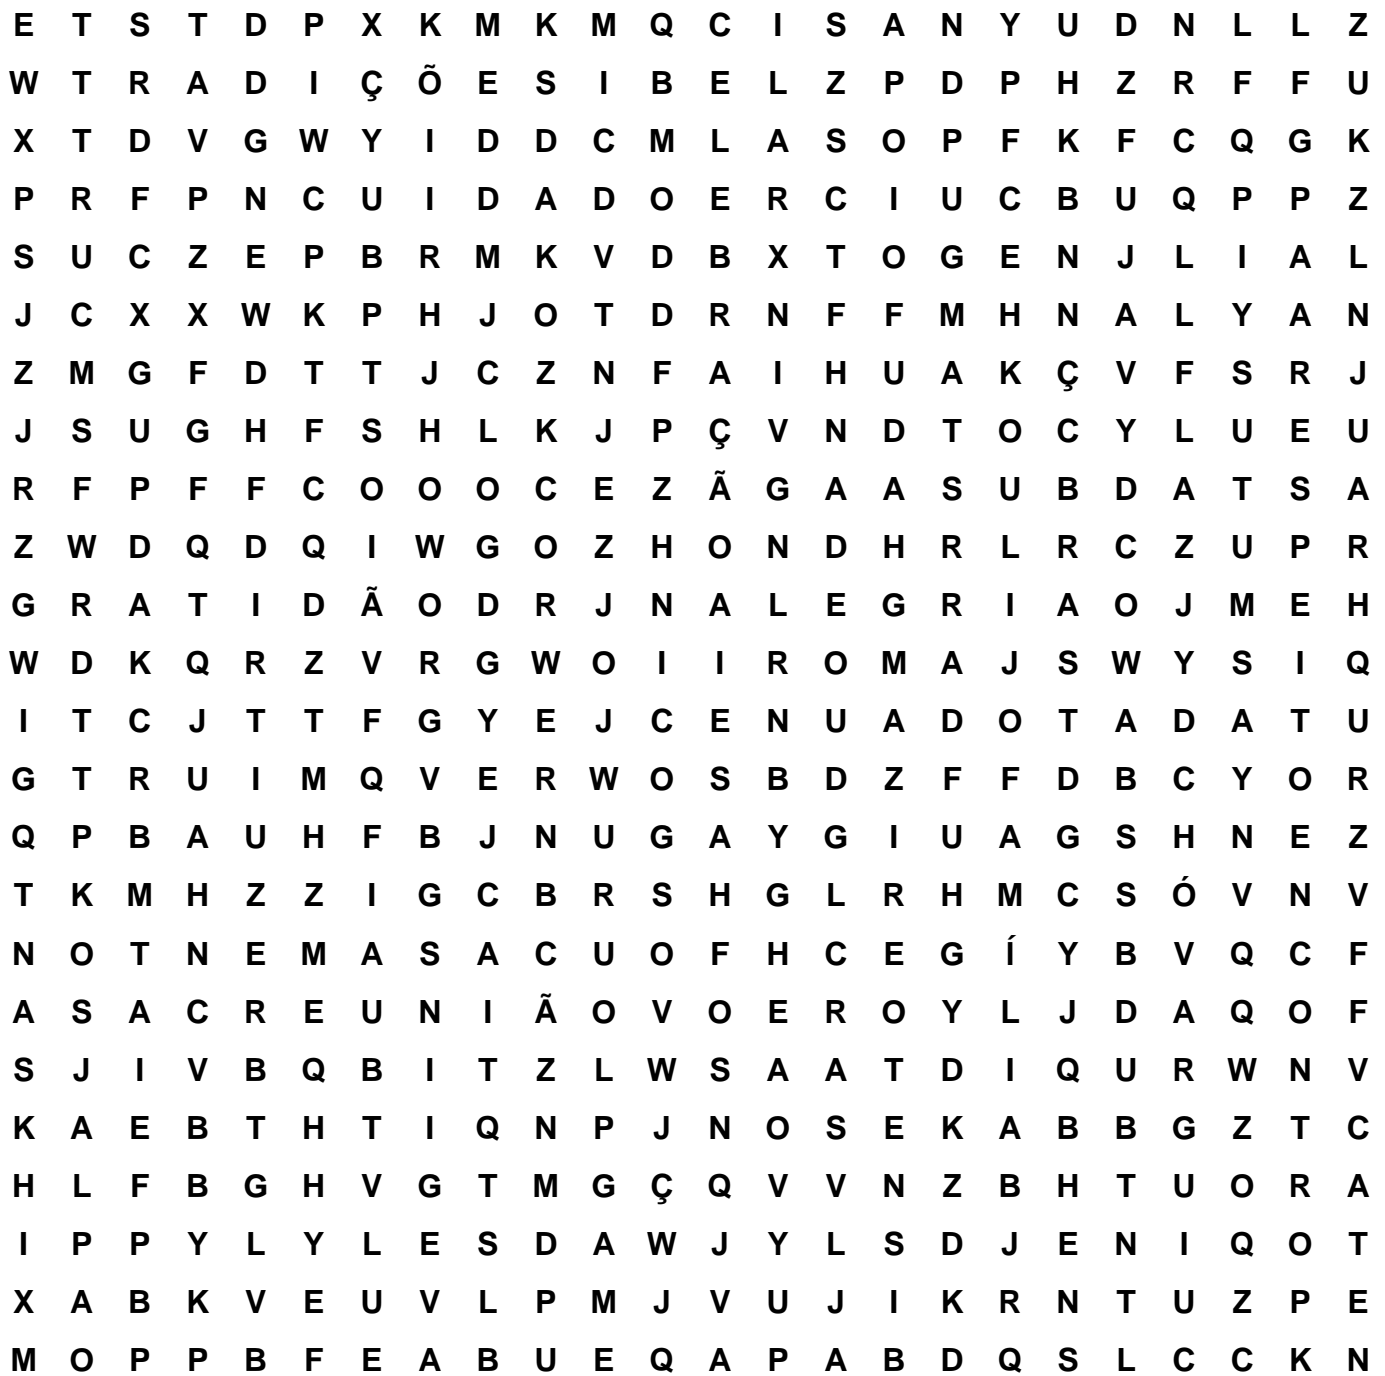 E T S T D P X K M K M Q C I S A N Y U D N L L Z
W T R A D I Ç Õ E S I B E L Z P D P H Z R F F U
X T D V G W Y I D D C M L A S O P F K F C Q G K
P R F P N C U I D A D O E R C I U C B U Q P P Z
S U C Z E P B R M K V D B X T O G E N J L I A L
J C X X W K P H J O T D R N F F M H N A L Y A N
Z M G F D T T J C Z N F A I H U A K Ç V F S R J
J S U G H F S H L K J P Ç V N D T O C Y L U E U
R F P F F C O O O C E Z Ã G A A S U B D A T S A
Z W D Q D Q I W G O Z H O N D H R L R C Z U P R
G R A T I D Ã O D R J N A L E G R I A O J M E H
W D K Q R Z V R G W O I I R O M A J S W Y S I Q
I T C J T T F G Y E J C E N U A D O T A D A T U
G T R U I M Q V E R W O S B D Z F F D B C Y O R
Q P B A U H F B J N U G A Y G I U A G S H N E Z
T K M H Z Z I G C B R S H G L R H M C S Ó V N V
N O T N E M A S A C U O F H C E G Í Y B V Q C F
A S A C R E U N I Ã O V O E R O Y L J D A Q O F
S J I V B Q B I T Z L W S A A T D I Q U R W N V
K A E B T H T I Q N P J N O S E K A B B G Z T C
H L F B G H V G T M G Ç Q V V N Z B H T U O R A
I P P Y L Y L E S D A W J Y L S D J E N I Q O T
X A B K V E U V L P M J V U J I K R N T U Z P E
M O P P B F E A B U E Q A P A B D Q S L C C K N